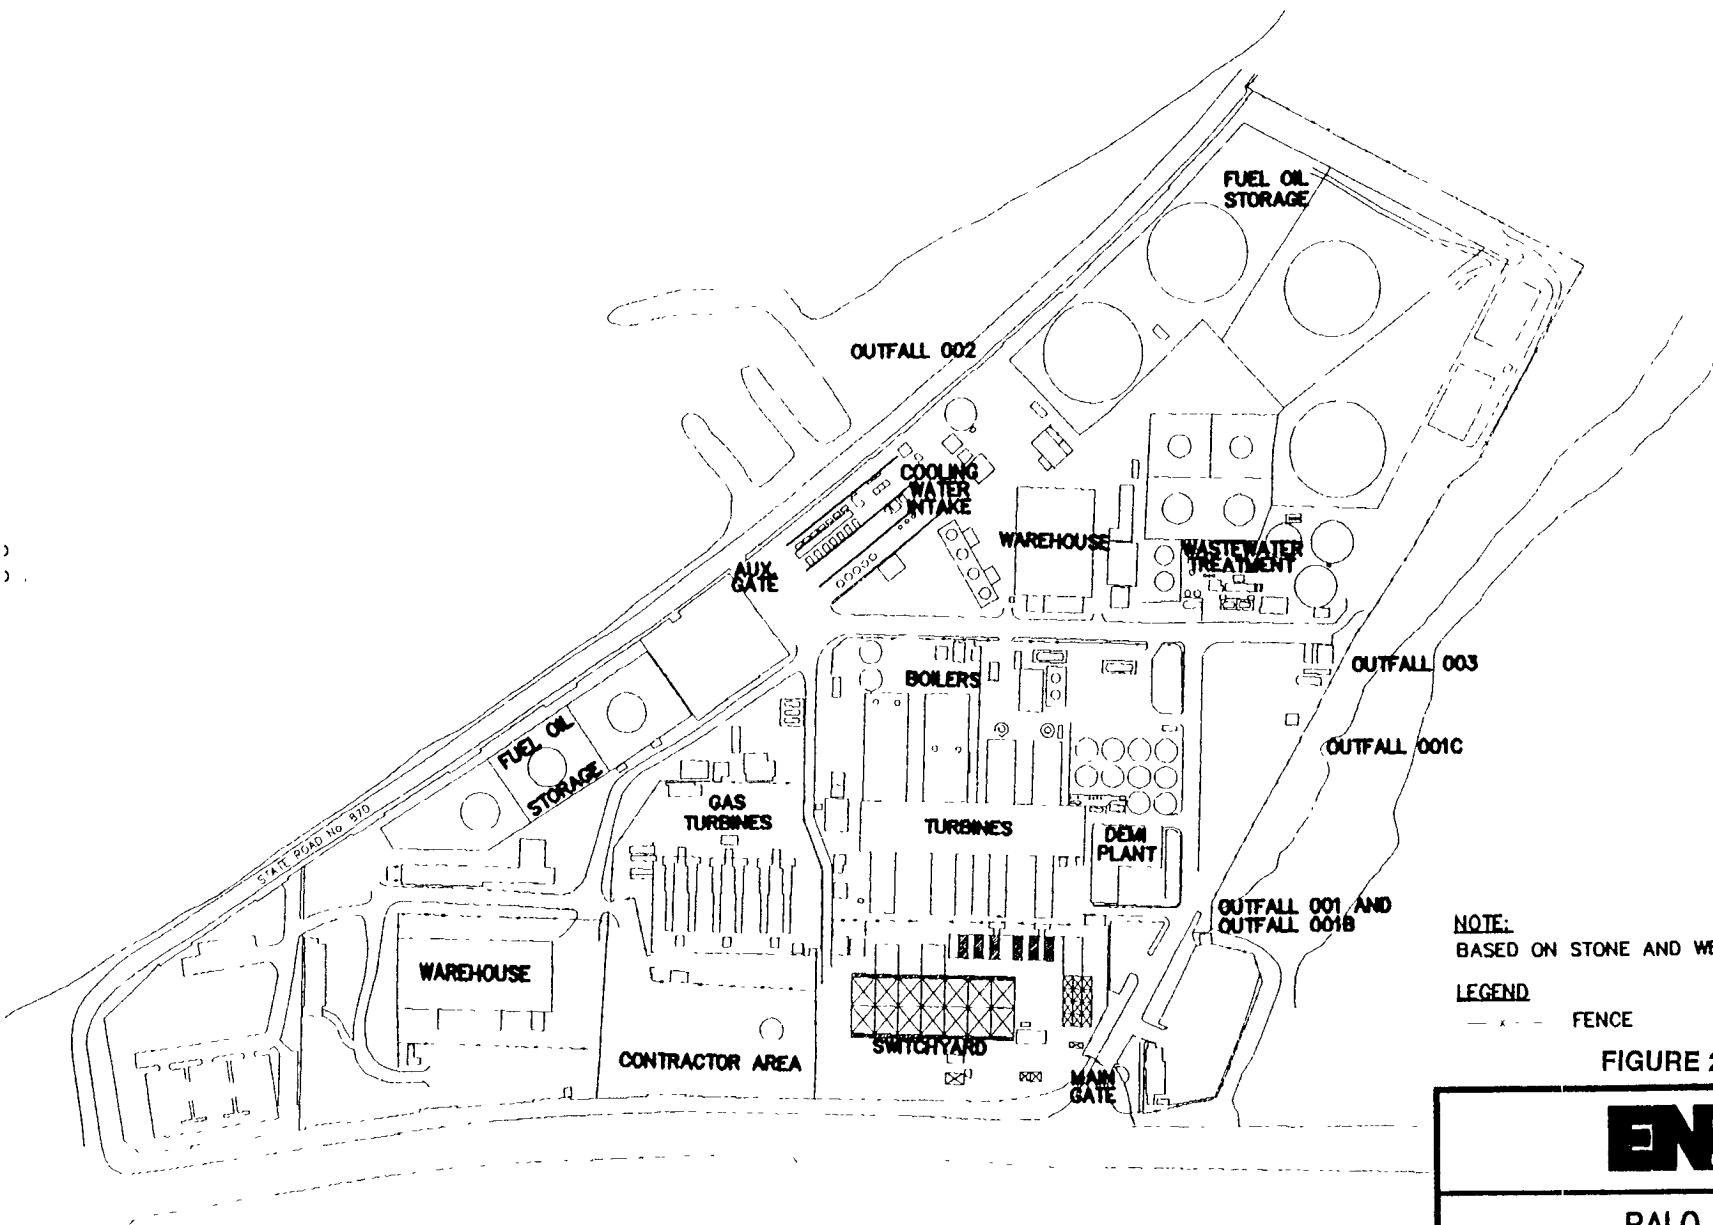 FUEL OIL
STORAGE
OUTFALL 002
COOLING
WATER
INTAKE
WAREHOUSE
WASTEWATER
TREATMENT
AUX.
GATE
OUTFALL 003
BOILERS
FUEL OIL
STORAGE
OUTFALL 001C
GAS
TURBINES
TURBINES
DEMI
PLANT
STATE ROAD No 870
OUTFALL 001 AND
OUTFALL 001B
WAREHOUSE
CONTRACTOR AREA
SWITCHYARD
MAIN
GATE
NOTE:
BASED ON STONE AND WE
LEGEND
— x - - FENCE
FIGURE 2
EN
PALO